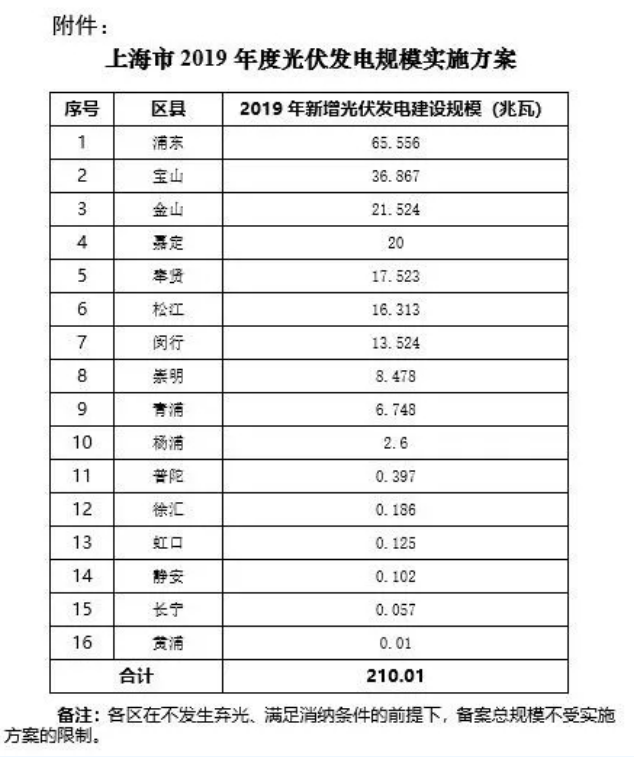 附件：
上海市 2019 年度光伏发电规模实施方案
序号 区县 2019 年新增光伏发电建设规模（兆瓦）
1 浦东 65.556
2 宝山 36.867
3 金山 21.524
4 嘉定 20
5 奉贤 17.523
6 松江 16.313
7 闵行 13.524
8 崇明 8.478
9 青浦 6.748
10 杨浦 2.6
11 普陀 0.397
12 徐汇 0.186
13 虹口 0.125
14 静安 0.102
15 长宁 0.057
16 黄浦 0.01
合计 210.01
备注：各区在不发生弃光、满足消纳条件的前提下，备案总规模不受实施
方案的限制。